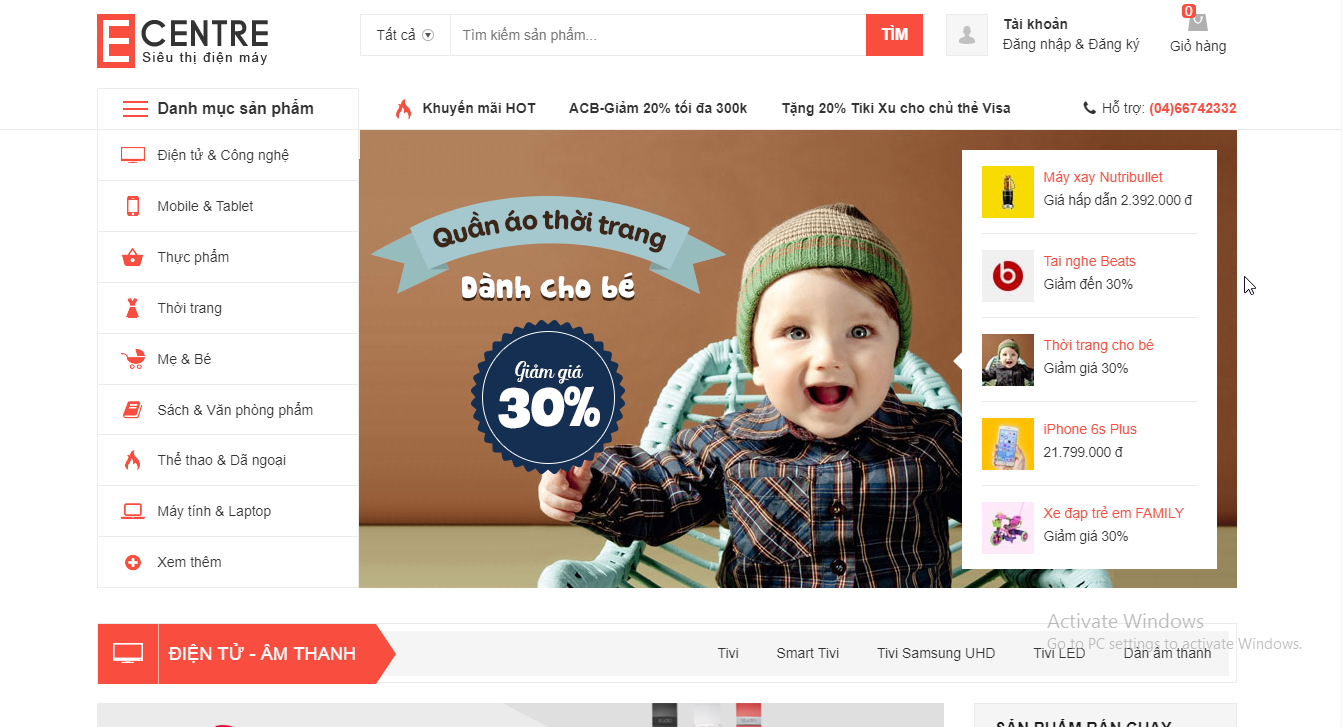 CENTRE
Siêu thị điện máy
Tất cả
Tìm kiếm sản phẩm...
TÌM
Tài khoản
Đăng nhập & Đăng ký
0
Giỏ hàng
Danh mục sản phẩm
Khuyến mãi HOT
ACB-Giảm 20% tối đa 300k
Tặng 20% Tiki Xu cho chủ thẻ Visa
Hỗ trợ: (04)66742332
Điện tử & Công nghệ
Mobile & Tablet
Thực phẩm
Thời trang
Mẹ & Bé
Sách & Văn phòng phẩm
Thể thao & Dã ngoại
Máy tính & Laptop
Xem thêm
Quần áo thời trang
Dành cho bé
Giảm giá
30%
Máy xay Nutribullet
Giá hấp dẫn 2.392.000 đ
Tai nghe Beats
Giảm đến 30%
Thời trang cho bé
Giảm giá 30%
iPhone 6s Plus
21.799.000 đ
Xe đạp trẻ em FAMILY
Giảm giá 30%
Activate Windows
Go to PC settings to activate Windows.
ĐIỆN TỬ - ÂM THANH
Tivi
Smart Tivi
Tivi Samsung UHD
Tivi LED
Dàn âm thanh
SẢN PHẨM BÁN CHẠY